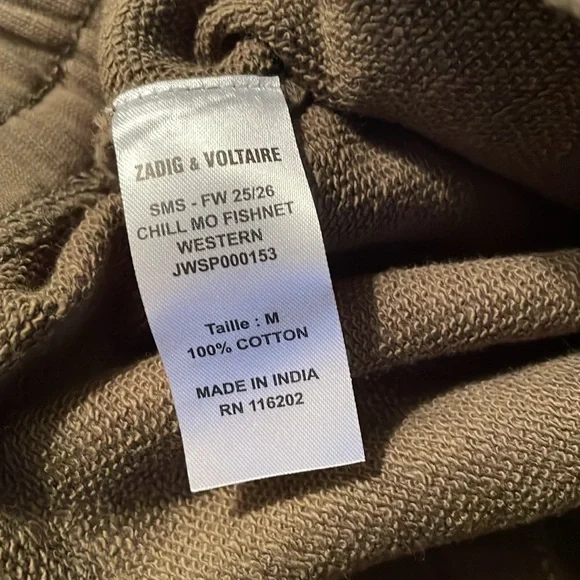 ZADIG & VOLTAIRE
SMS - FW 25/26
CHILL MO FISHNET
WESTERN
JWSP000153
Taille : M
100% COTTON
MADE IN INDIA
RN 116202